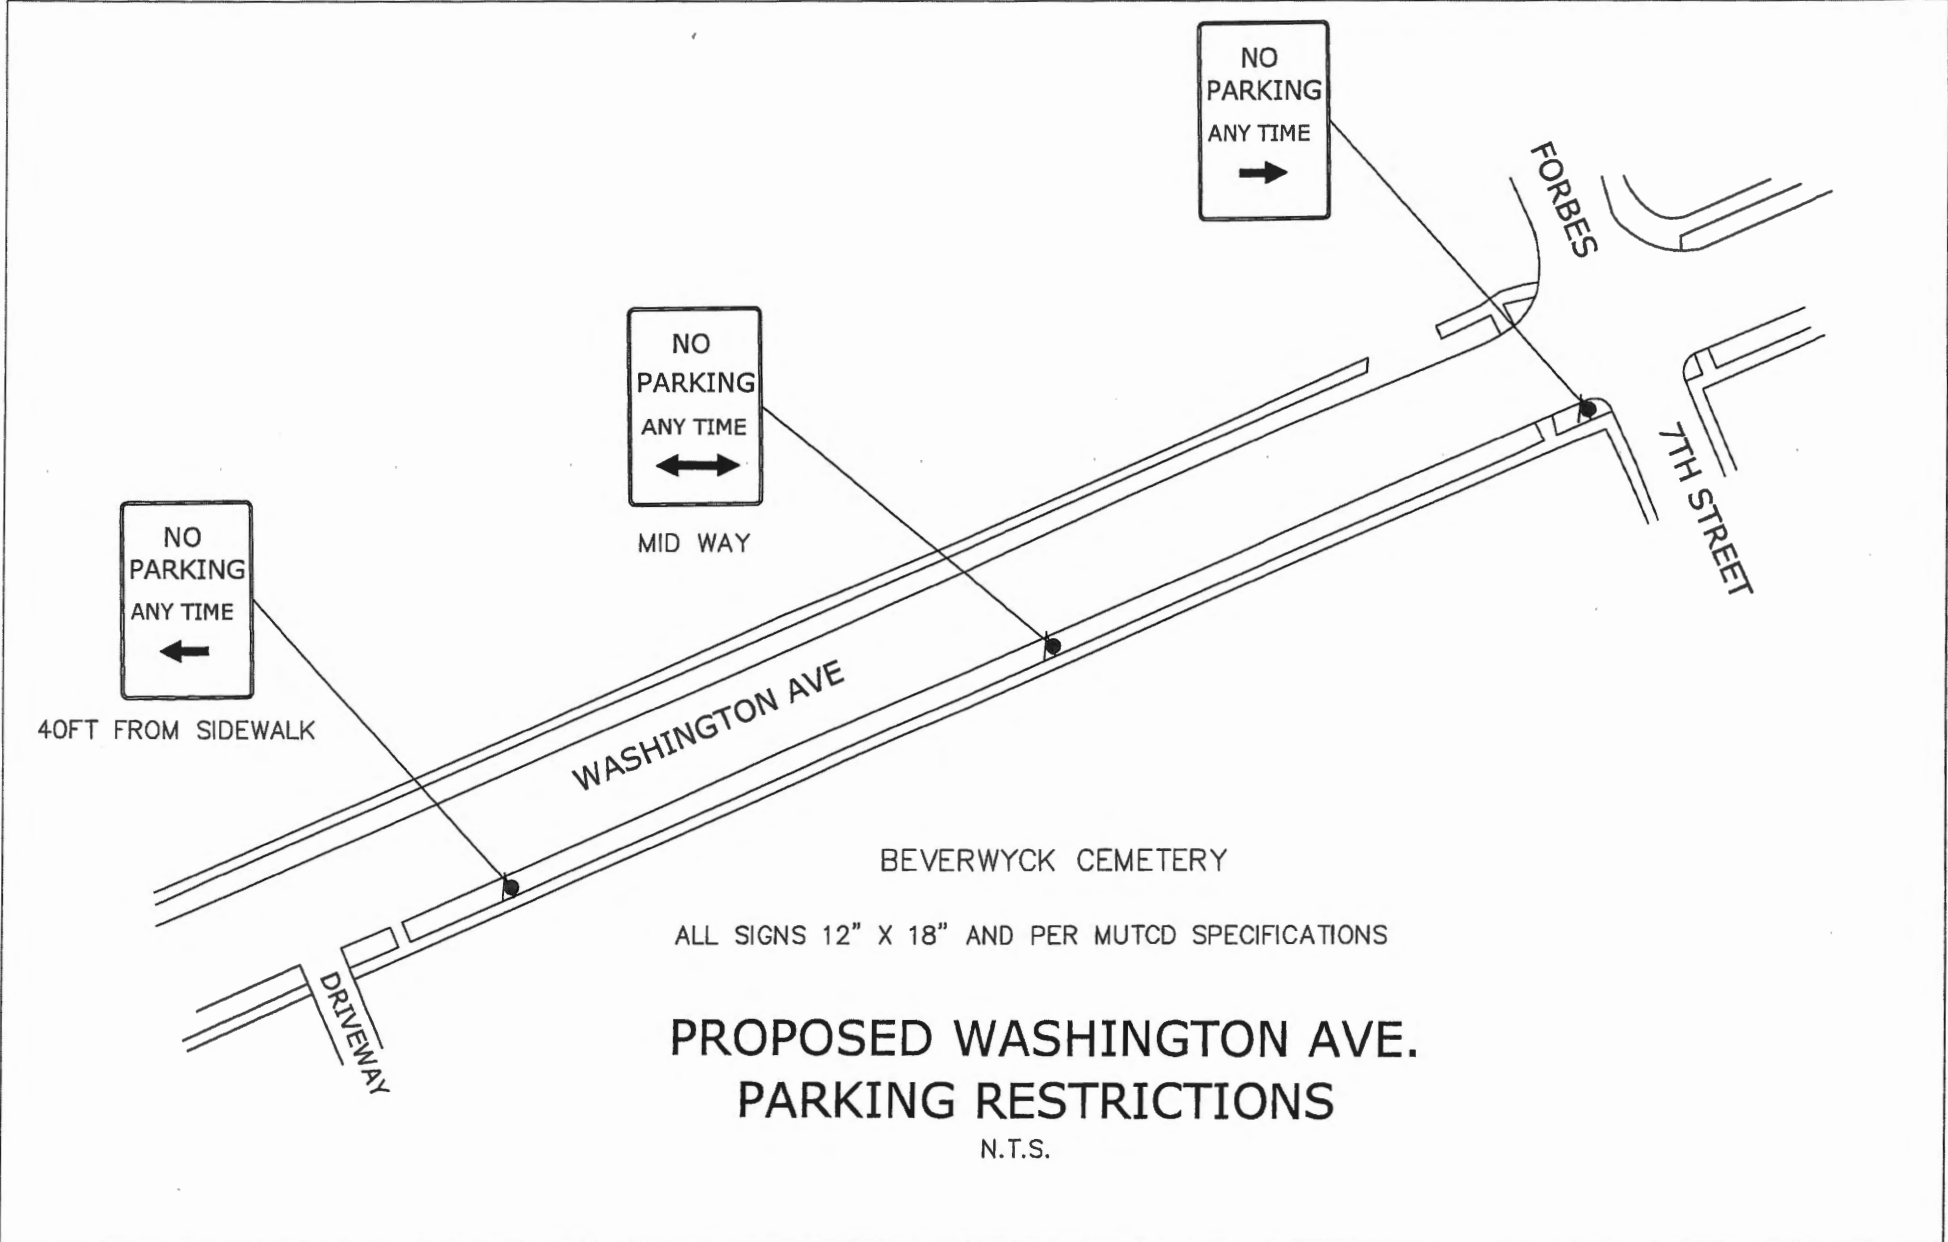 NO
PARKING
ANY TIME
FORBES
NO
PARKING
ANY TIME
MID WAY
7TH STREET
NO
PARKING
ANY TIME
40FT FROM SIDEWALK
WASHINGTON AVE
BEVERWYCK CEMETERY
ALL SIGNS 12" X 18" AND PER MUTCD SPECIFICATIONS
DRIVEWAY
PROPOSED WASHINGTON AVE.
PARKING RESTRICTIONS
N.T.S.